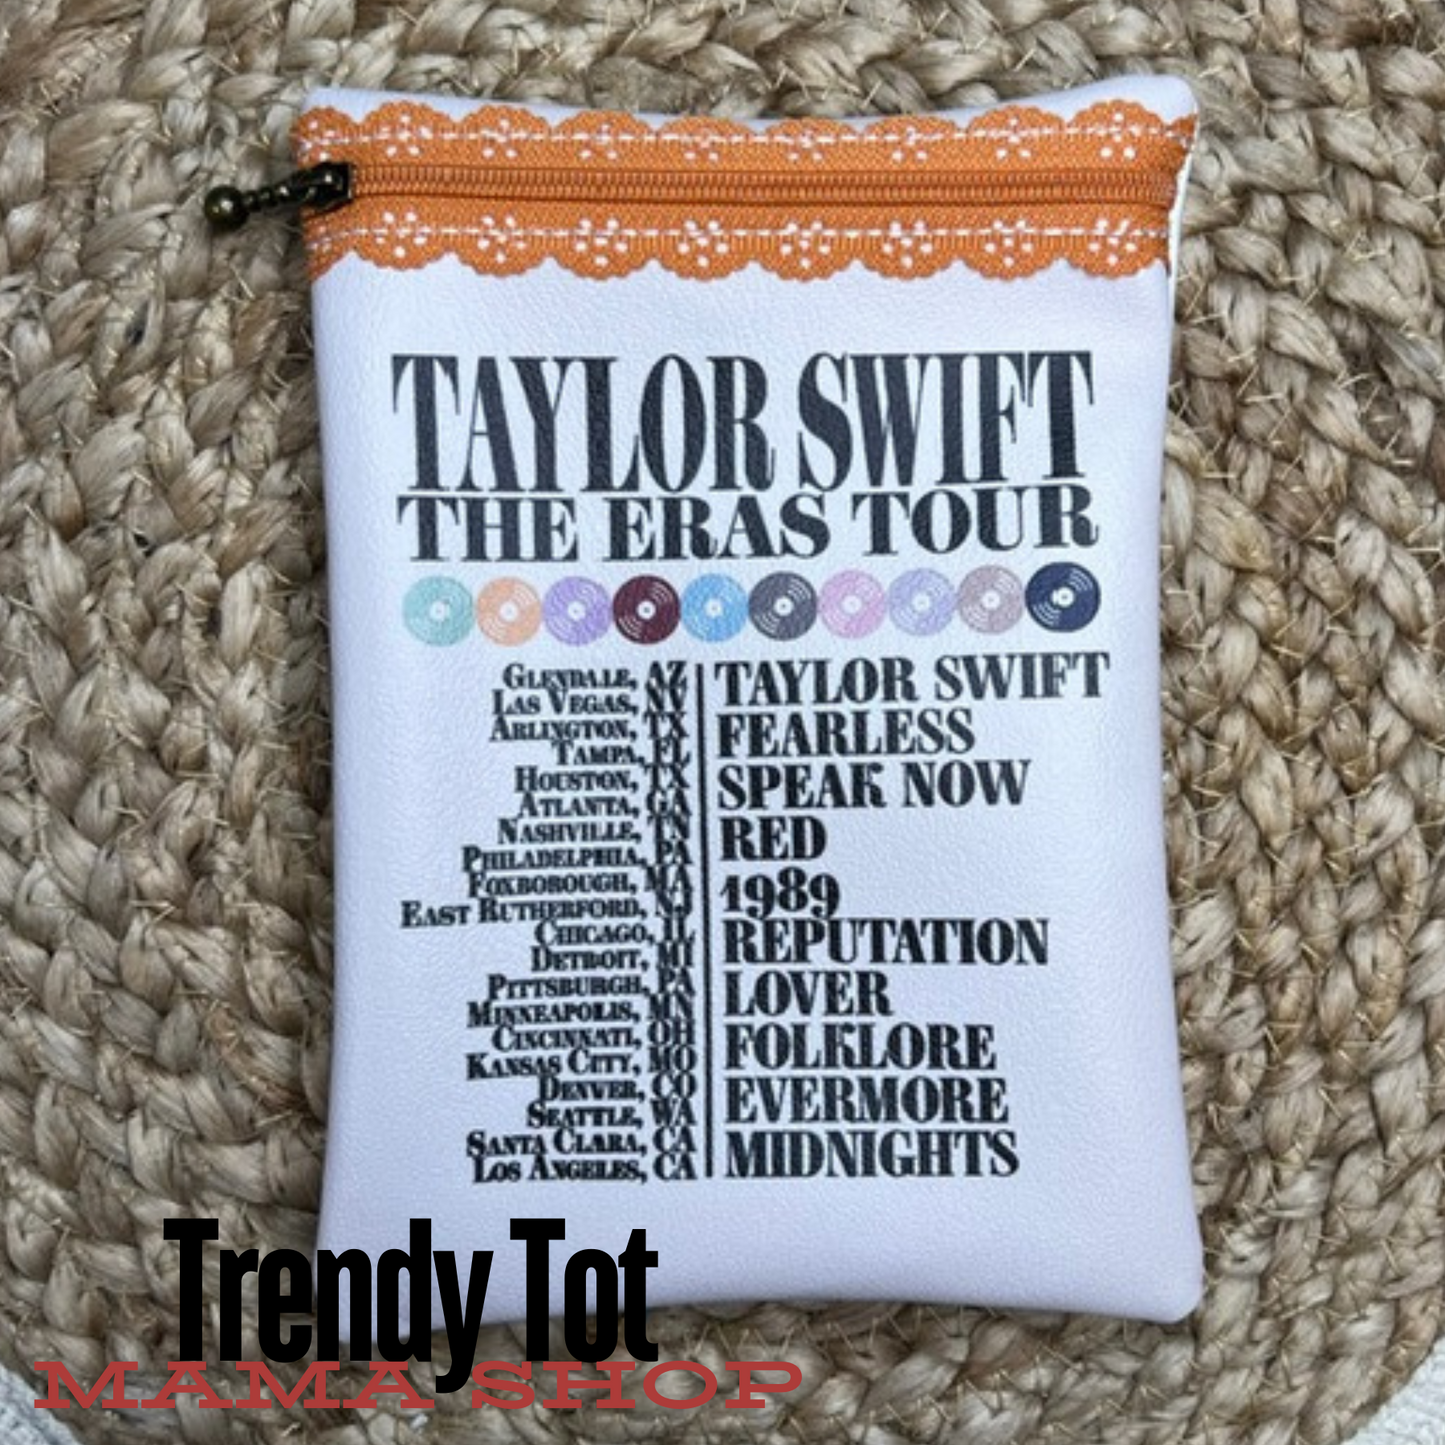 TAYLOR SWIFT
THE ERAS TOUR
GLENDALE, AZ
LAS VEGAS, NV
ARLINGTON, TX
TAMPA, FL
HOUSTON, TX
ATLANTA, GA
NASHVILLE, TN
PHILADELPHIA, PA
FOXBOROUGH, MA
EAST RUTHERFORD, NJ
CHICAGO, IL
DETROIT, MI
PITTSBURGH, PA
MINNEAPOLIS, MN
CINCINNATI, OH
KANSAS CITY, MO
DENVER, CO
SEATTLE, WA
SANTA CLARA, CA
LOS ANGELES, CA
TAYLOR SWIFT
FEARLESS
SPEAK NOW
RED
1989
REPUTATION
LOVER
FOLKLORE
EVERMORE
MIDNIGHTS
Trendy Tot
MAMA SHOP